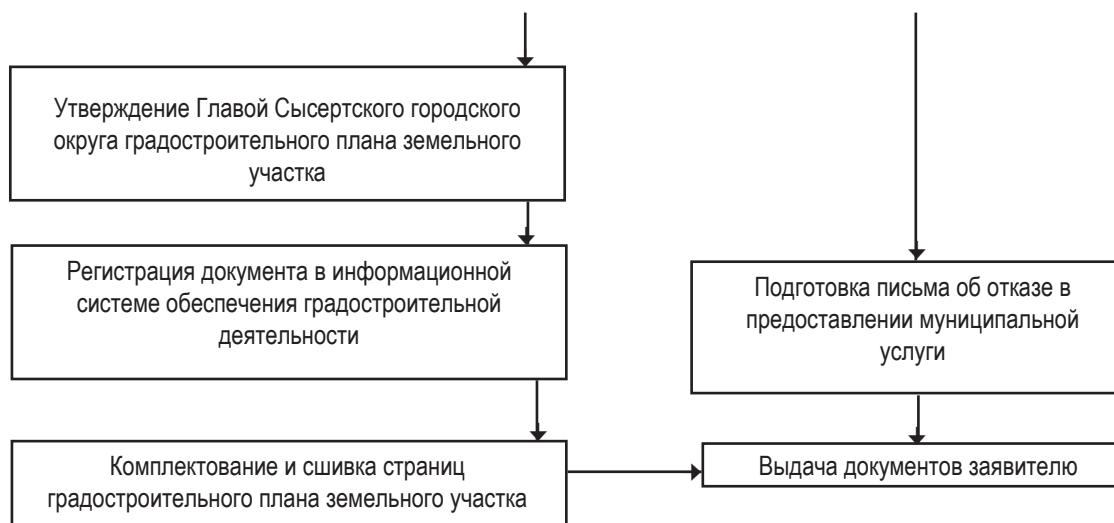 Утверждение Главой Сысертского городского
округа градостроительного плана земельного
участка
Регистрация документа в информационной
системе обеспечения градостроительной
деятельности
Подготовка письма об отказе в
предоставлении муниципальной
услуги
Комплектование и сшивка страниц
градостроительного плана земельного участка
Выдача документов заявителю